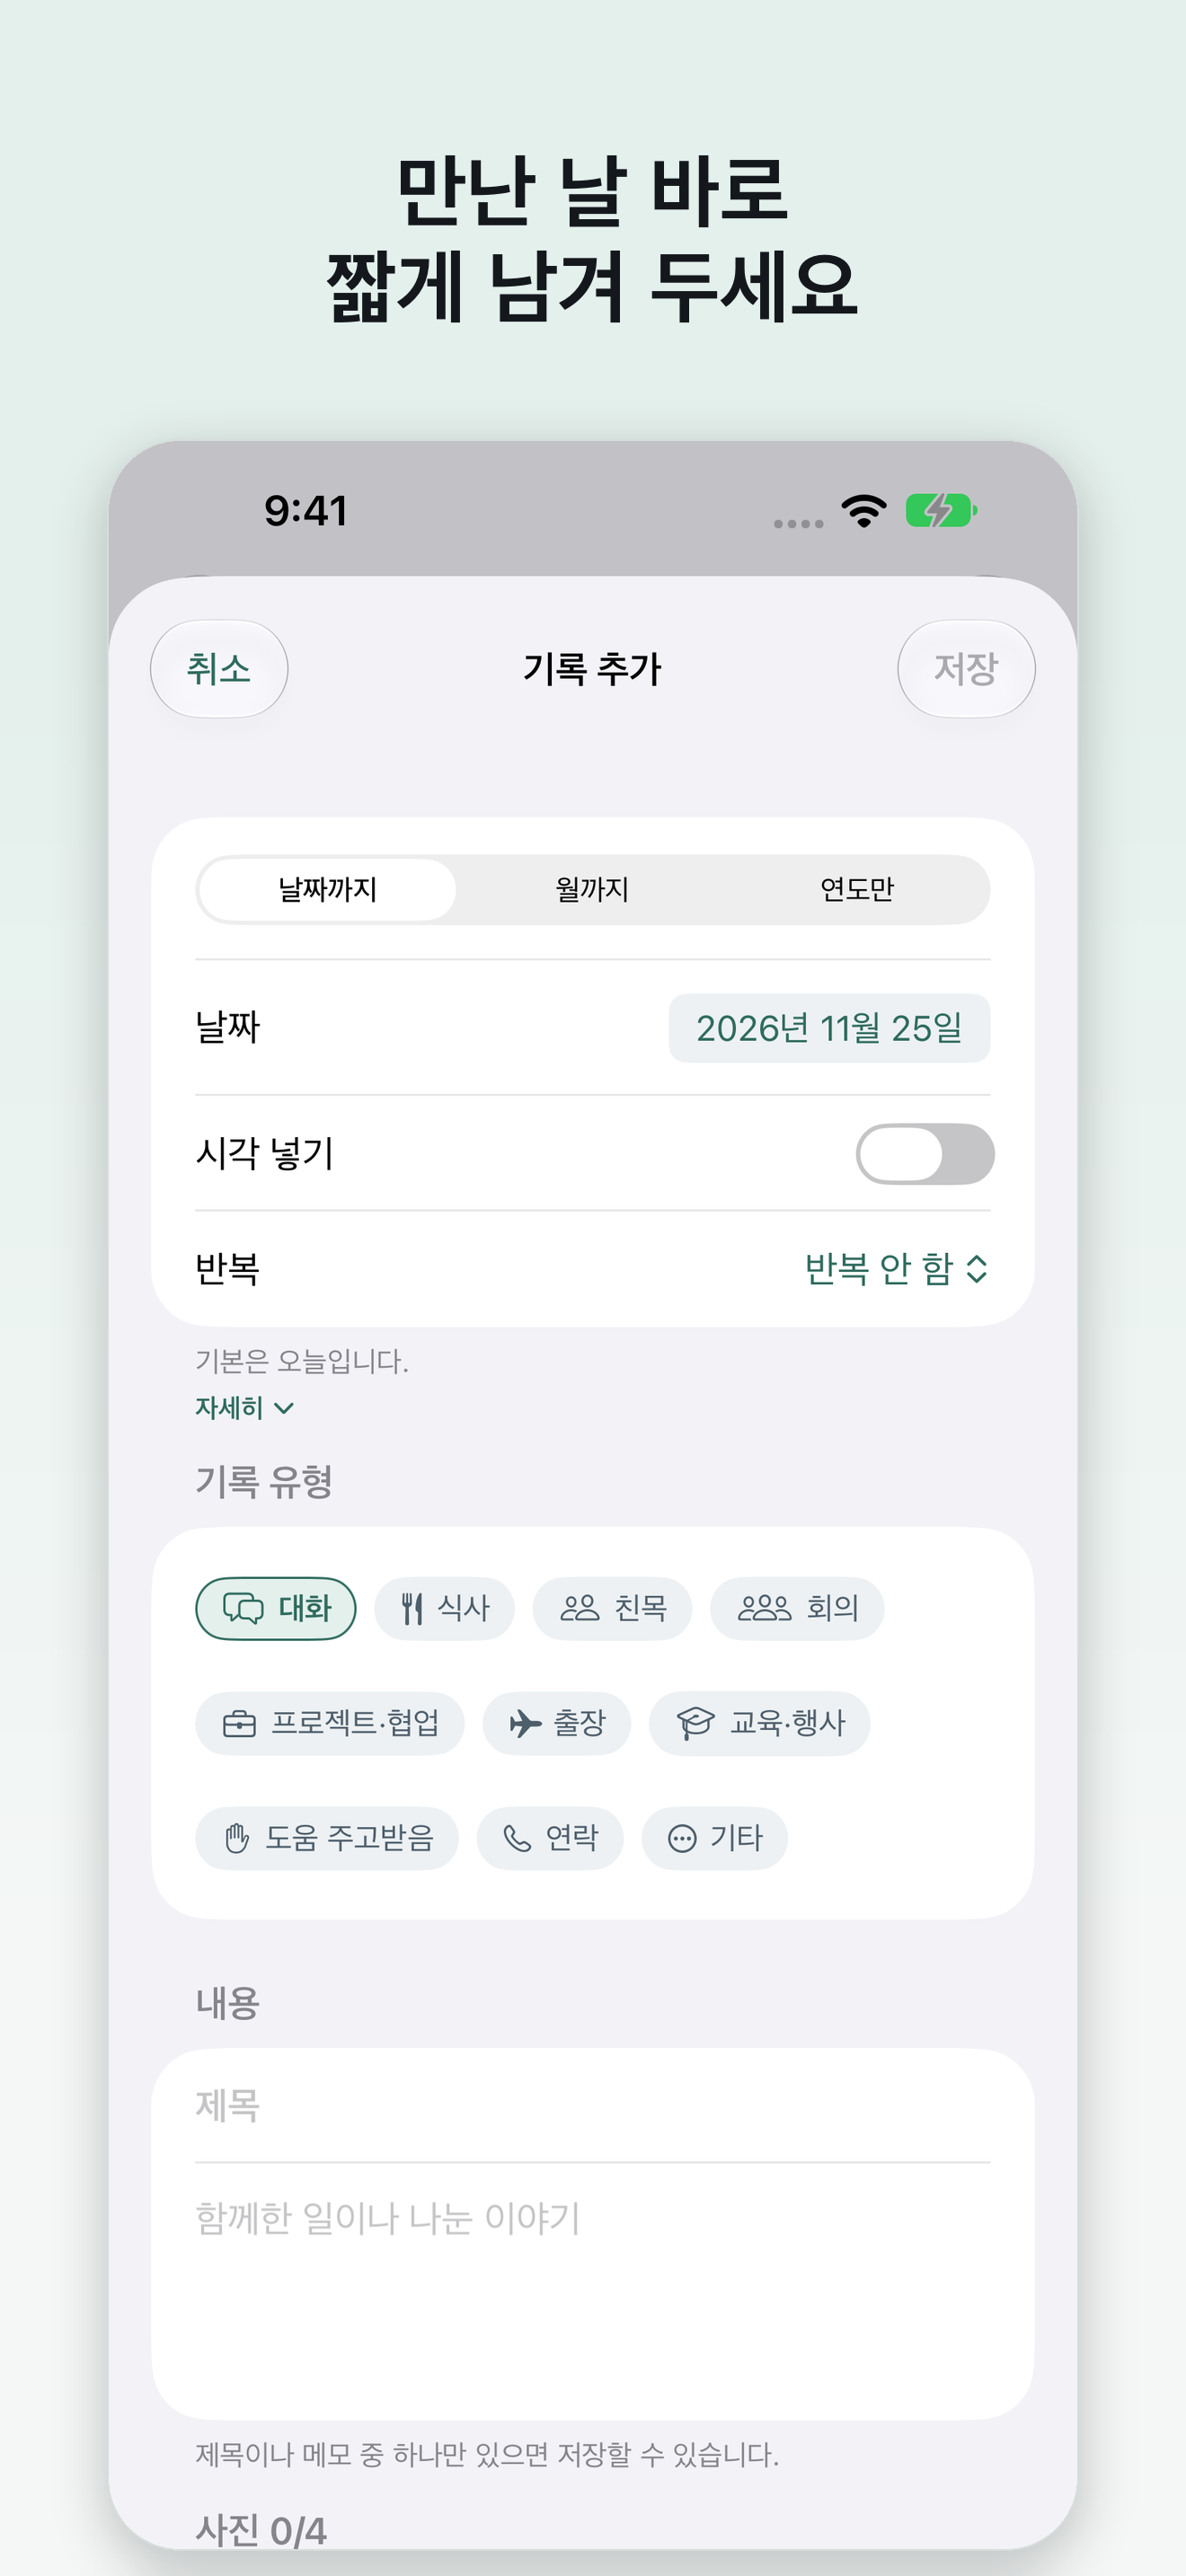 만난 날 바로
짧게 남겨 두세요
9:41
취소 기록 추가 저장
날짜까지 월까지 연도만
날짜 2026년 11월 25일
시각 넣기
반복 반복 안 함
기본은 오늘입니다.
자세히
기록 유형
대화 식사 친목 회의
프로젝트·협업 출장 교육·행사
도움 주고받음 연락 기타
내용
제목
함께한 일이나 나눈 이야기
제목이나 메모 중 하나만 있으면 저장할 수 있습니다.
사진 0/4